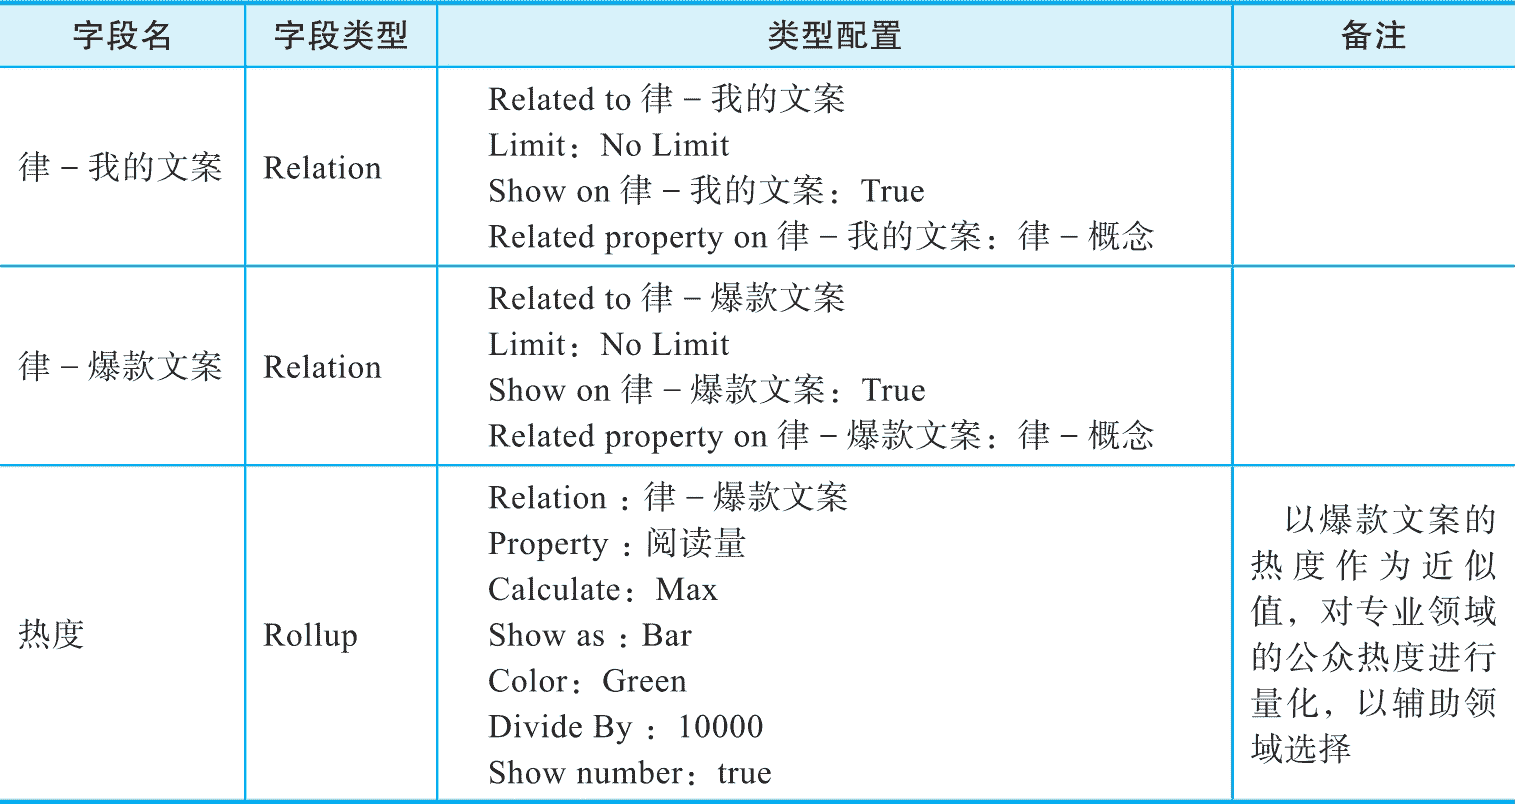 字段名 字段类型 类型配置 备注
律－我的文案 Relation
Related to 律－我的文案
Limit：No Limit
Show on 律－我的文案：True
Related property on 律－我的文案：律－概念
律－爆款文案 Relation
Related to 律－爆款文案
Limit：No Limit
Show on 律－爆款文案：True
Related property on 律－爆款文案：律－概念
热度 Rollup
Relation : 律－爆款文案
Property : 阅读量
Calculate：Max
Show as : Bar
Color：Green
Divide By : 10000
Show number：true
以爆款文案的
热度作为近似
值，对专业领域
的公众热度进行
量化，以辅助领
域选择